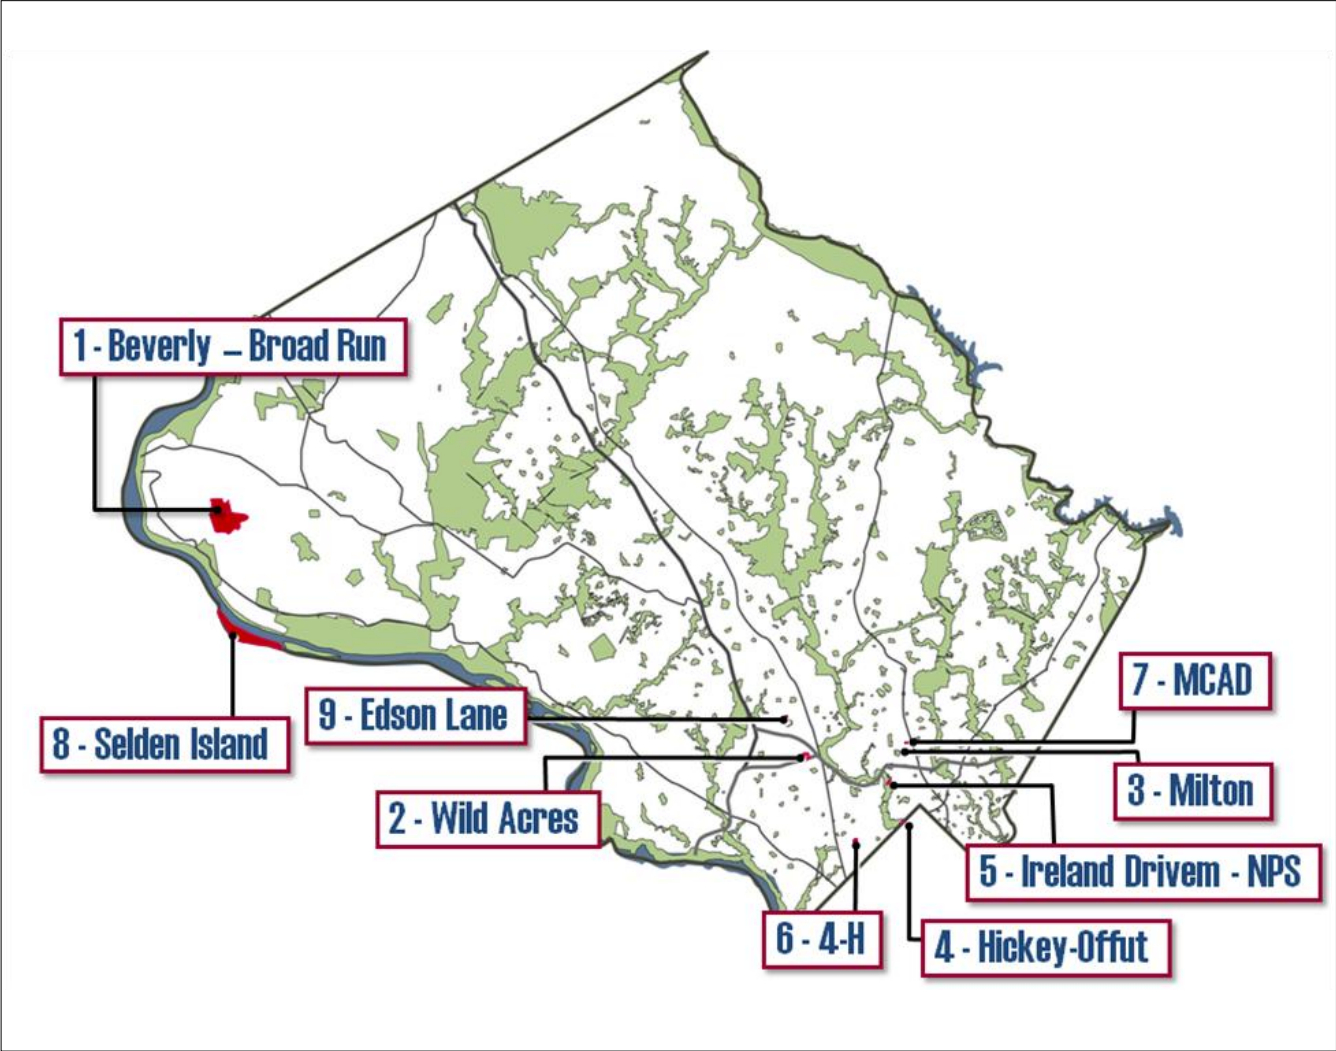 1 - Beverly – Broad Run
7 - MCAD
9 - Edson Lane
8 - Selden Island
3 - Milton
2 - Wild Acres
5 - Ireland Drivem - NPS
6 - 4-H
4 - Hickey-Offut